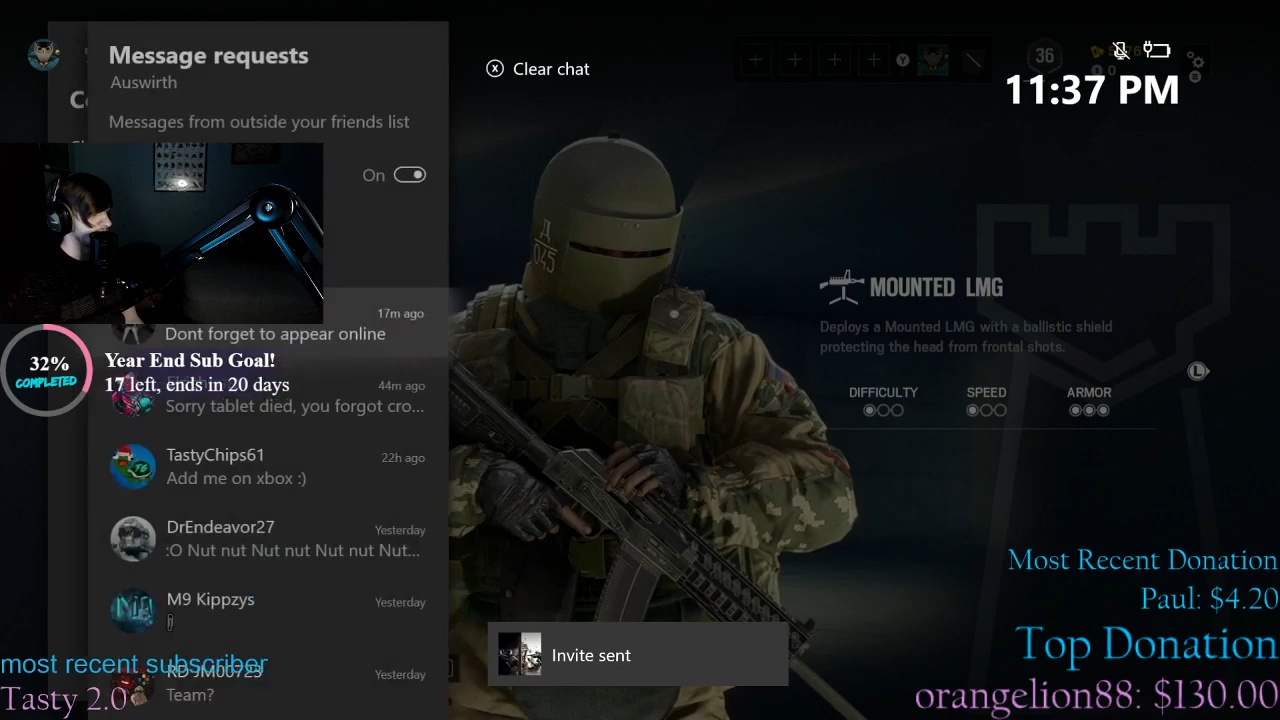 Message requests
Auswirth
Messages from outside your friends list
On
17m ago
Dont forget to appear online
44m ago
Sorry tablet died, you forgot cro...
TastyChips61
22h ago
Add me on xbox :)
DrEndeavor27
Yesterday
:O Nut nut Nut nut Nut nut Nut...
M9 Kippzys
Yesterday
Yesterday
Team?
32%
COMPLETED
Year End Sub Goal!
17 left, ends in 20 days
most recent subscriber
Tasty 2.0
X Clear chat
Y
36
11:37 PM
Д
045
MOUNTED LMG
Deploys a Mounted LMG with a ballistic shield
protecting the head from frontal shots.
L
DIFFICULTY
SPEED
ARMOR
Invite sent
Most Recent Donation
Paul: $4.20
Top Donation
orangelion88: $130.00